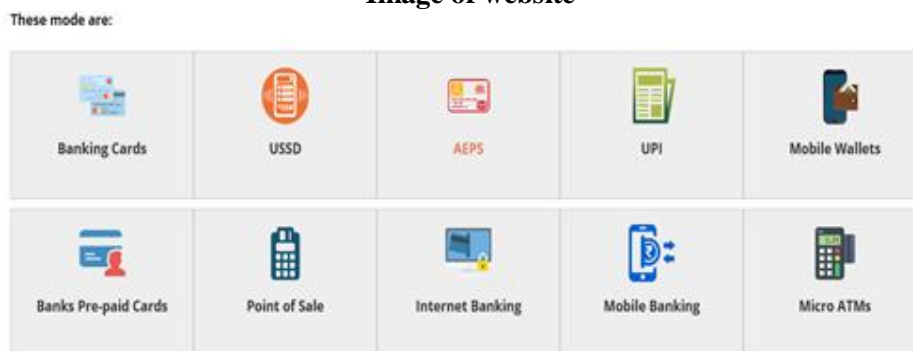 Image of website
These mode are:
Banking Cards
USSD
AEPS
UPI
Mobile Wallets
Banks Pre-paid Cards
Point of Sale
Internet Banking
Mobile Banking
Micro ATMs